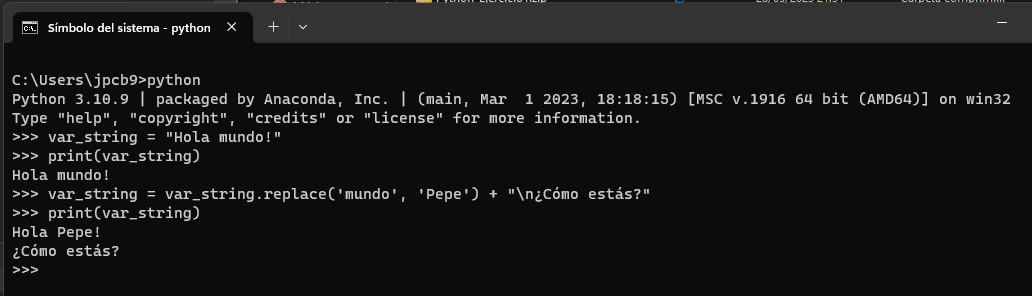 Símbolo del sistema - python
C:\Users\jpcb9>python
Python 3.10.9 | packaged by Anaconda, Inc. | (main, Mar  1 2023, 18:18:15) [MSC v.1916 64 bit (AMD64)] on win32
Type "help", "copyright", "credits" or "license" for more information.
>>> var_string = "Hola mundo!"
>>> print(var_string)
Hola mundo!
>>> var_string = var_string.replace('mundo', 'Pepe') + "\n¿Cómo estás?"
>>> print(var_string)
Hola Pepe!
¿Cómo estás?
>>>